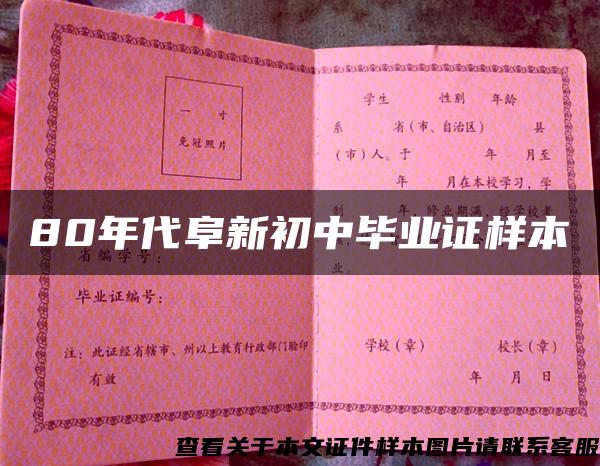 一 寸
免冠照片
省编学号：
毕业证编号：
注：此证经省辖市、州以上教育行政部门验印
有效
学生 性别 年龄
系 省(市、自治区) 县
(市)人。于 年 月至
年 月在本校学习，学
制 年，修业期满，经学校考
业。
学校(章) 校长(章)
年 月 日
80年代阜新初中毕业证样本
查看关于本文证件样本图片请联系客服